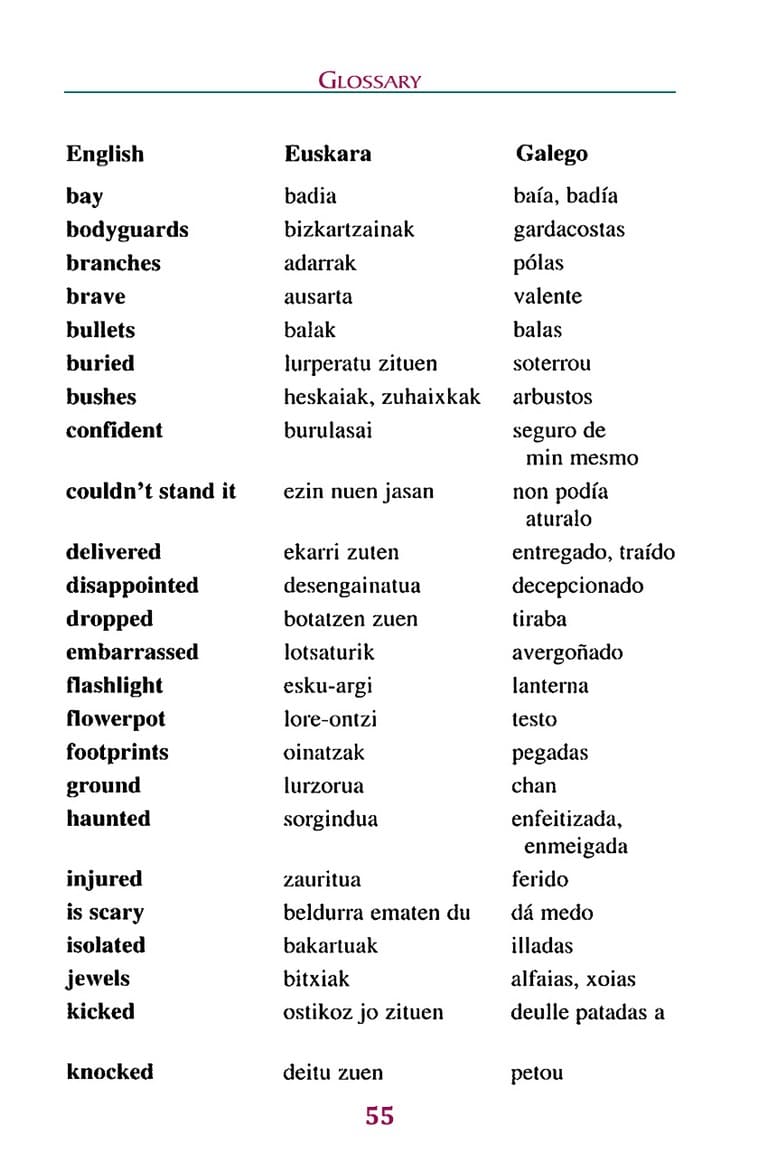 GLOSSARY
English Euskara Galego
bay badia baía, badía
bodyguards bizkartzainak gardacostas
branches adarrak pólas
brave ausarta valente
bullets balak balas
buried lurperatu zituen soterrou
bushes heskaiak, zuhaixkak arbustos
confident burulasai seguro de
min mesmo
couldn't stand it ezin nuen jasan non podía
aturalo
delivered ekarri zuten entregado, traído
disappointed desengainatua decepcionado
dropped botatzen zuen tiraba
embarrassed lotsaturik avergoñado
flashlight esku-argi lanterna
flowerpot lore-ontzi testo
footprints oinatzak pegadas
ground lurzorua chan
haunted sorgindua enfeitizada,
enmeigada
injured zauritua ferido
is scary beldurra ematen du dá medo
isolated bakartuak illadas
jewels bitxiak alfaias, xoias
kicked ostikoz jo zituen deulle patadas a
knocked deitu zuen petou
55